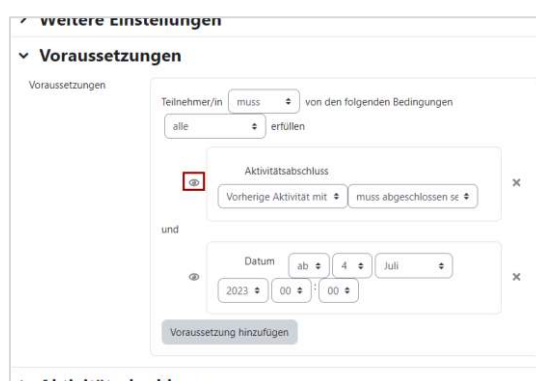 Weitere Einstellungen
Voraussetzungen
Voraussetzungen
Teilnehmer/in muss von den folgenden Bedingungen
alle erfüllen
Aktivitätsabschluss
Vorherige Aktivität mit muss abgeschlossen se
und
Datum ab 4 Juli
2023 00 : 00
Voraussetzung hinzufügen